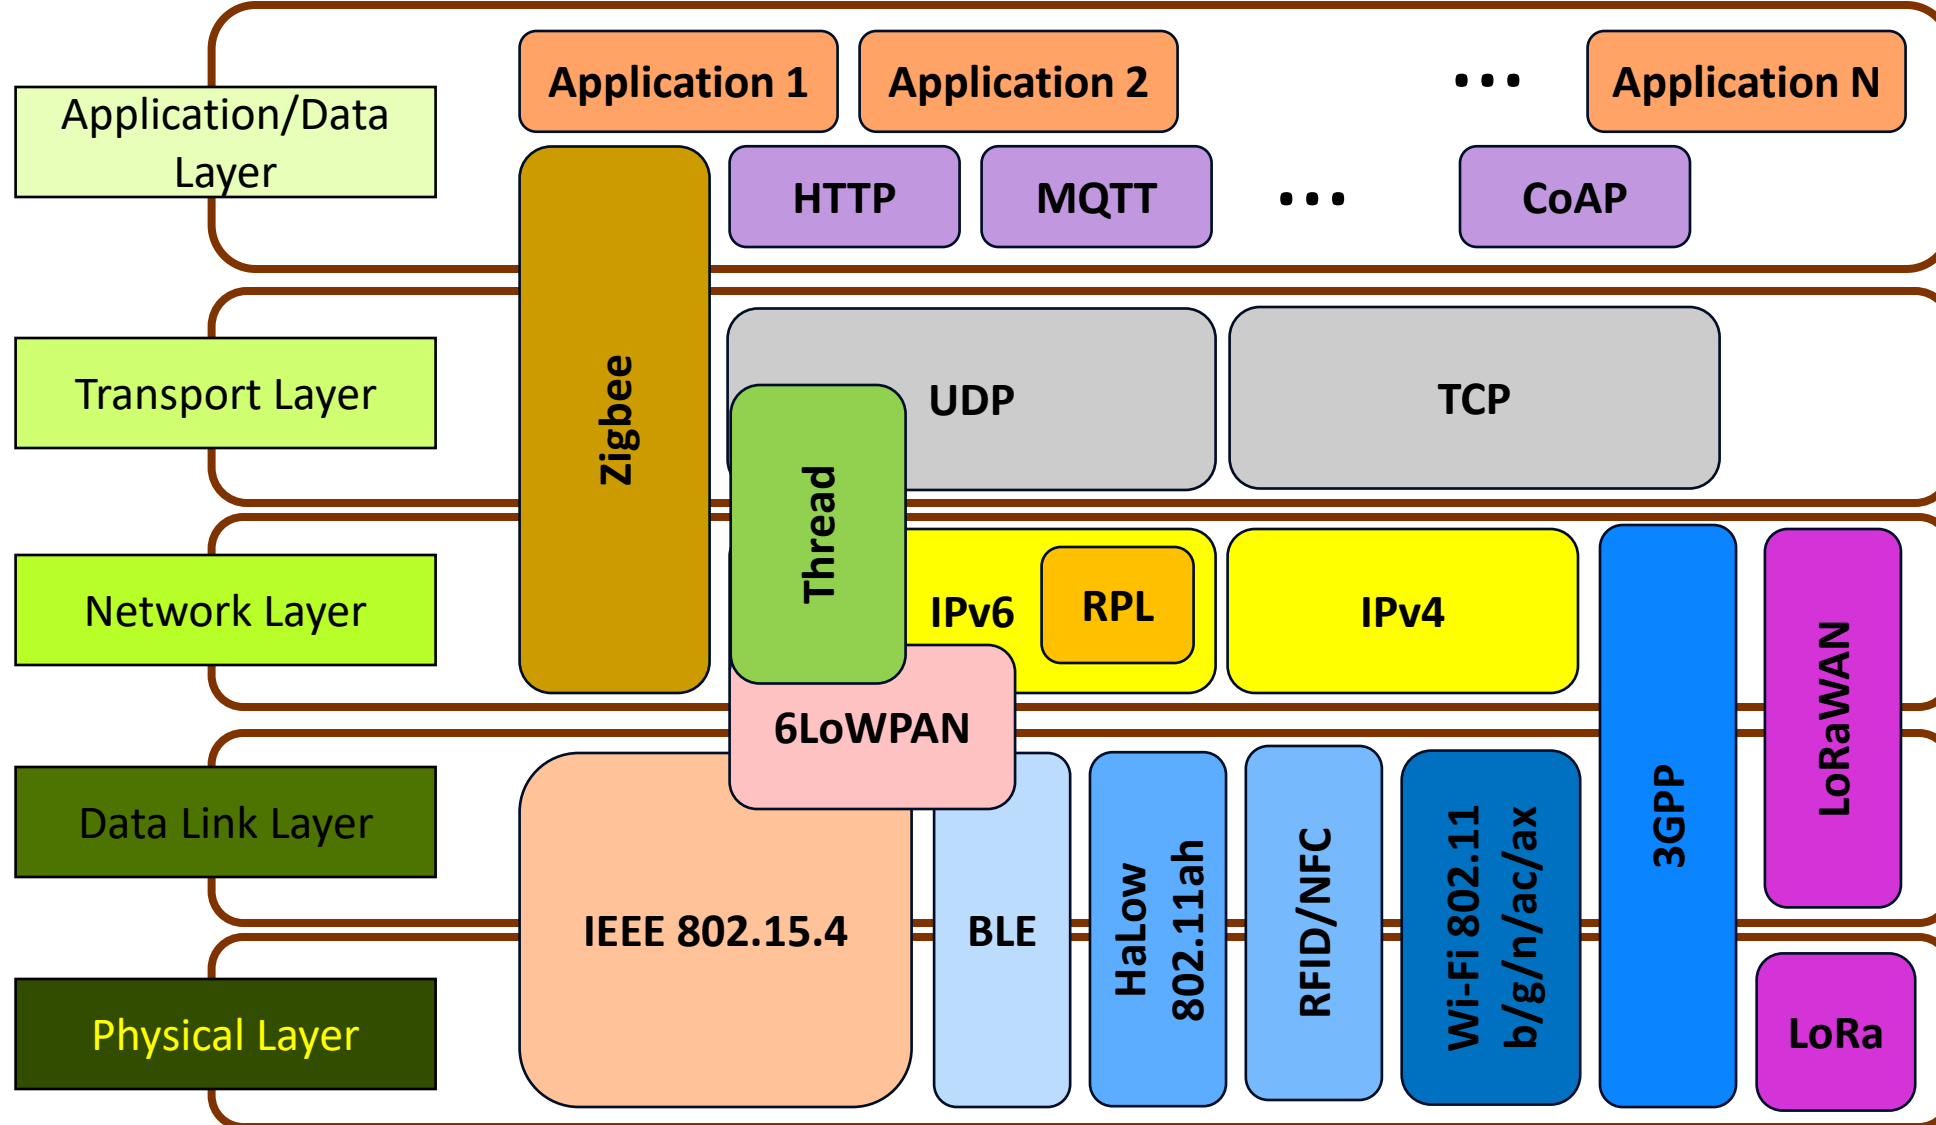 Application 1
Application 2
...
Application N
Application/Data
Layer
HTTP
MQTT
...
CoAP
Zigbee
Transport Layer
UDP
TCP
Thread
Network Layer
IPv6
RPL
IPv4
LoRaWAN
6LoWPAN
Data Link Layer
3GPP
IEEE 802.15.4
BLE
HaLow
802.11ah
RFID/NFC
Wi-Fi 802.11
b/g/n/ac/ax
Physical Layer
LoRa